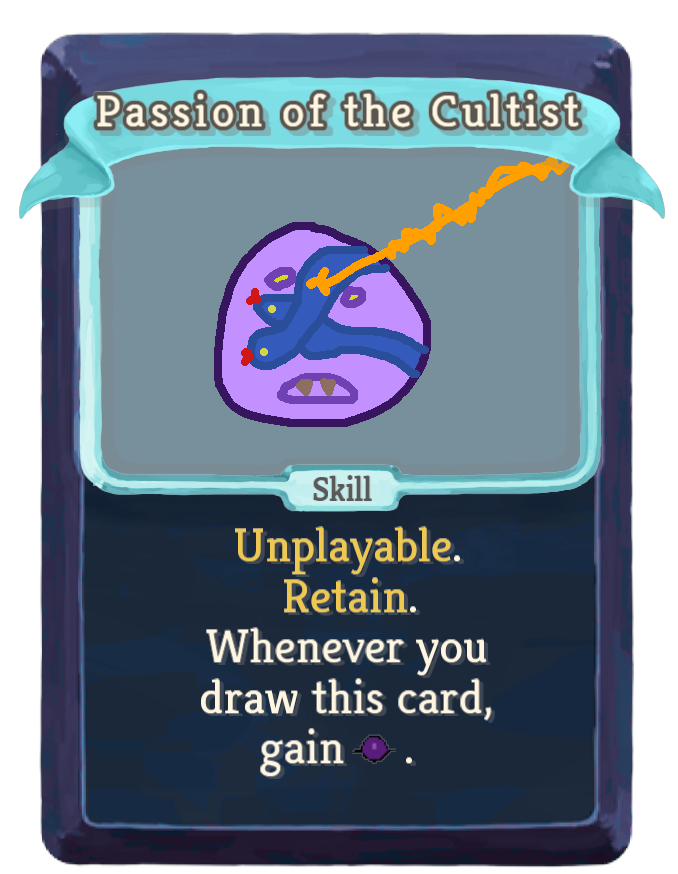 Passion of the Cultist
Skill
Unplayable.
Retain.
Whenever you
draw this card,
gain .